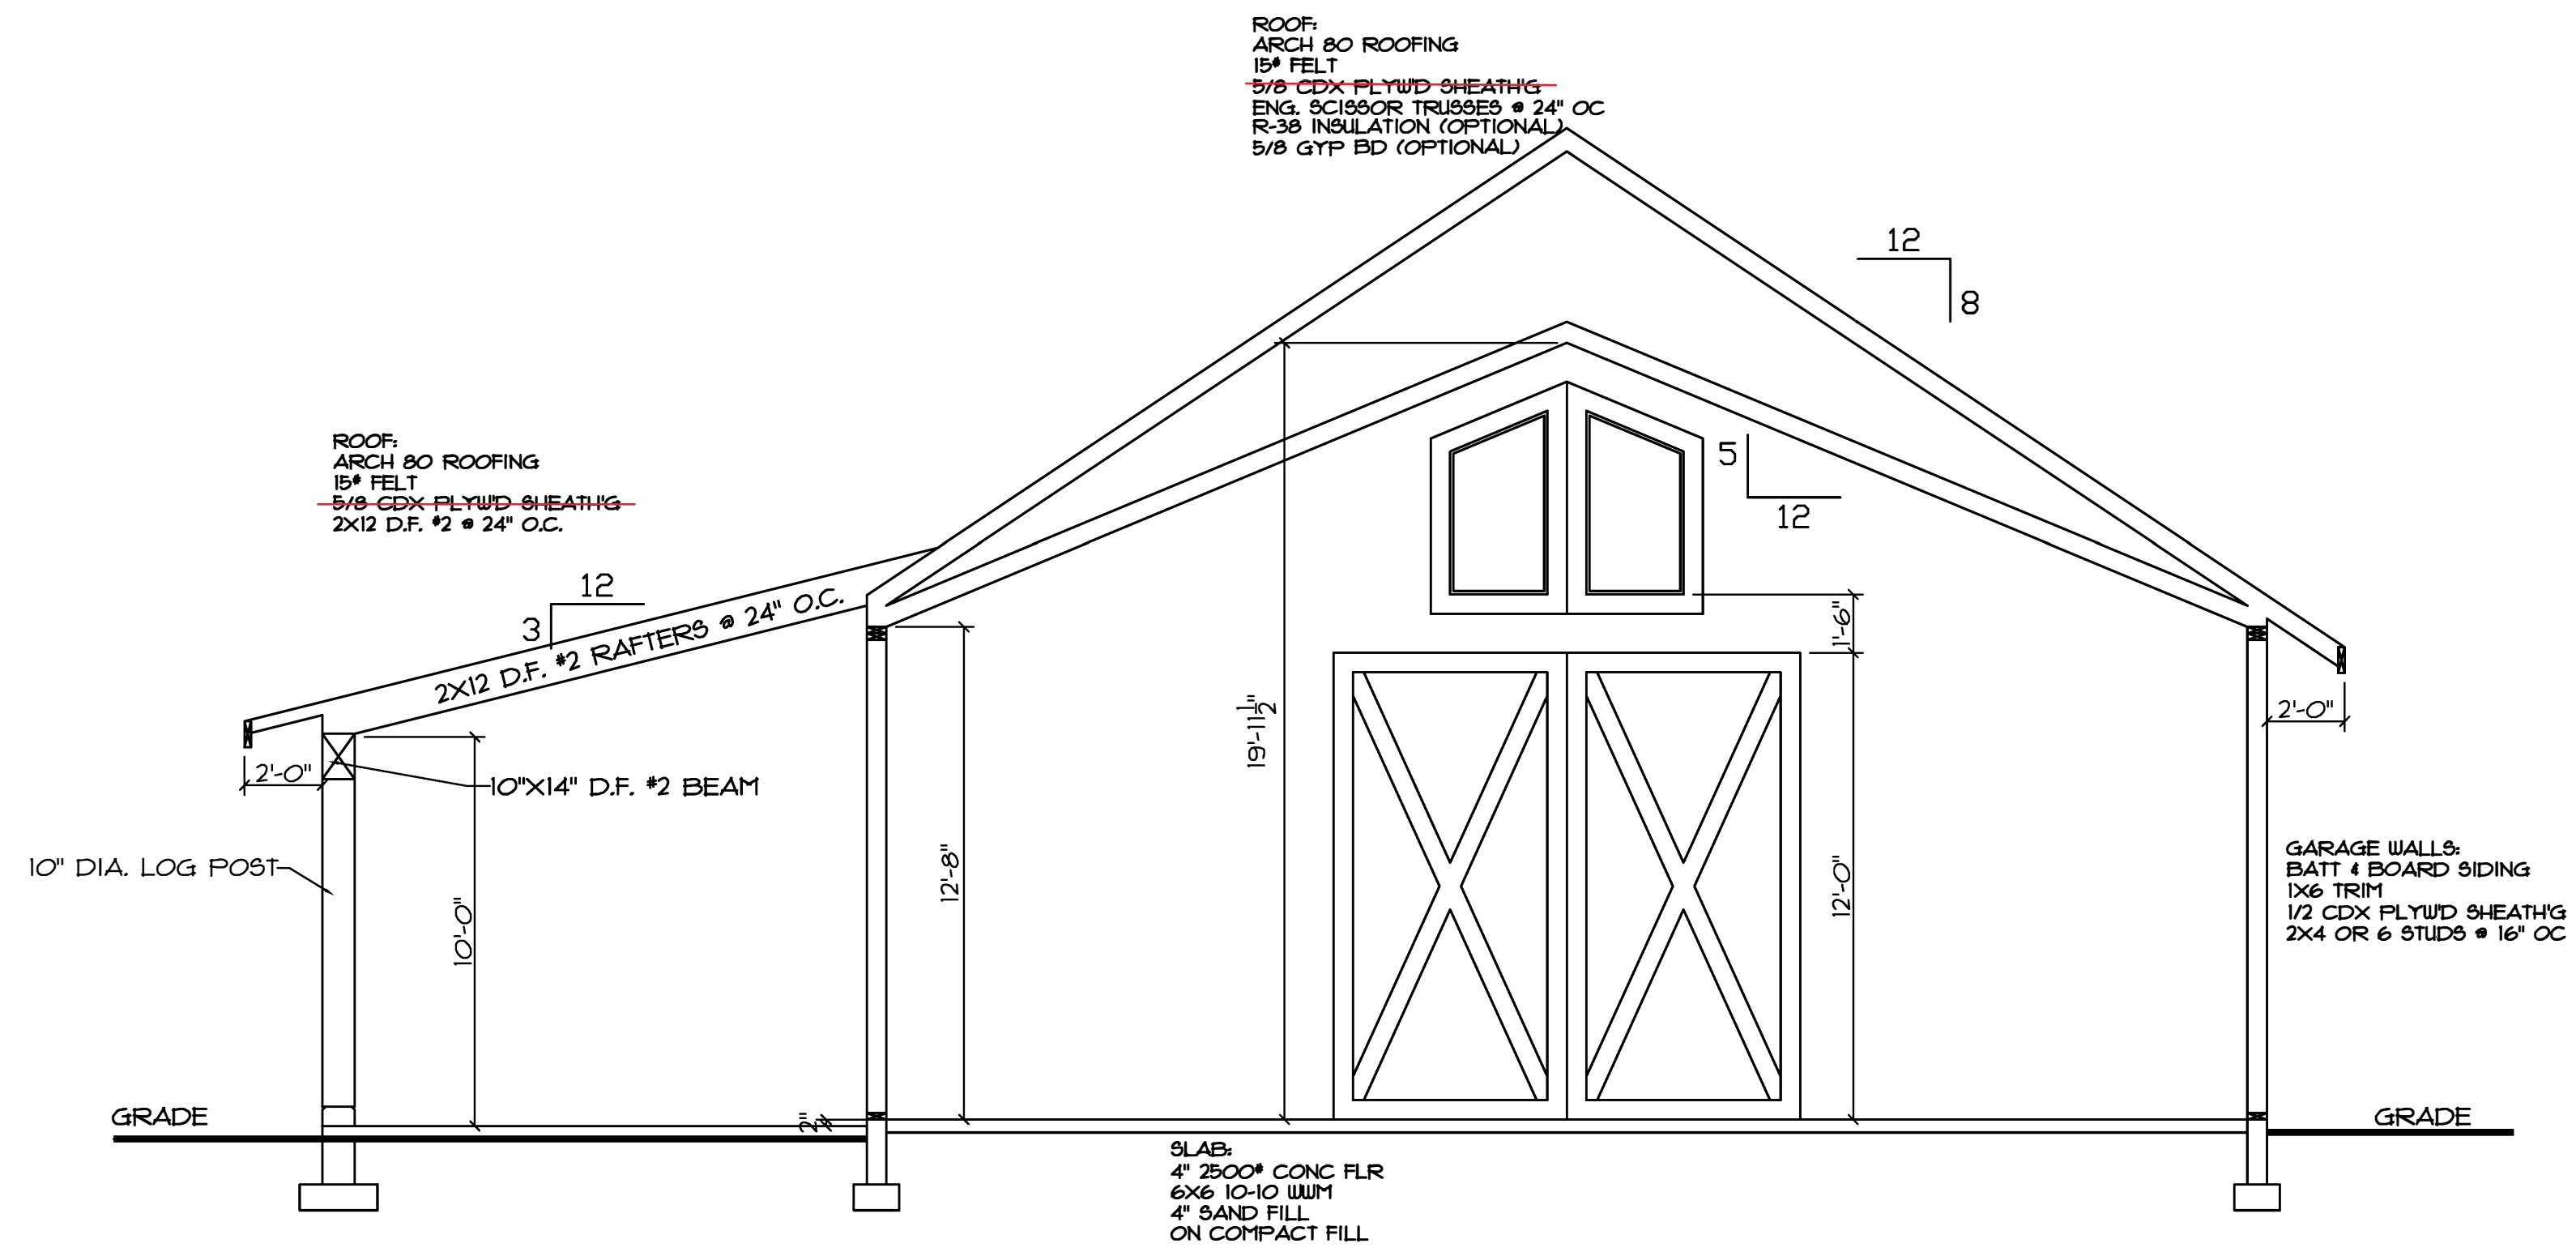 ROOF:
ARCH 80 ROOFING
15# FELT
5/8 CDX PLYW'D SHEATH'G
ENG. SCISSOR TRUSSES @ 24" OC
R-38 INSULATION (OPTIONAL)
5/8 GYP BD (OPTIONAL)
12
8
ROOF:
ARCH 80 ROOFING
15# FELT
5/8 CDX PLYW'D SHEATH'G
2X12 D.F. #2 @ 24" O.C.
12
3
2X12 D.F. #2 RAFTERS @ 24" O.C.
5
12
1'-6"
19'-11 1/2"
2'-0"
2'-0"
10"X14" D.F. #2 BEAM
10" DIA. LOG POST
10'-0"
12'-8"
12'-0"
GARAGE WALLS:
BATT & BOARD SIDING
1X6 TRIM
1/2 CDX PLYW'D SHEATH'G
2X4 OR 6 STUDS @ 16" OC
GRADE
2"
GRADE
SLAB:
4" 2500# CONC FLR
6X6 10-10 WWM
4" SAND FILL
ON COMPACT FILL